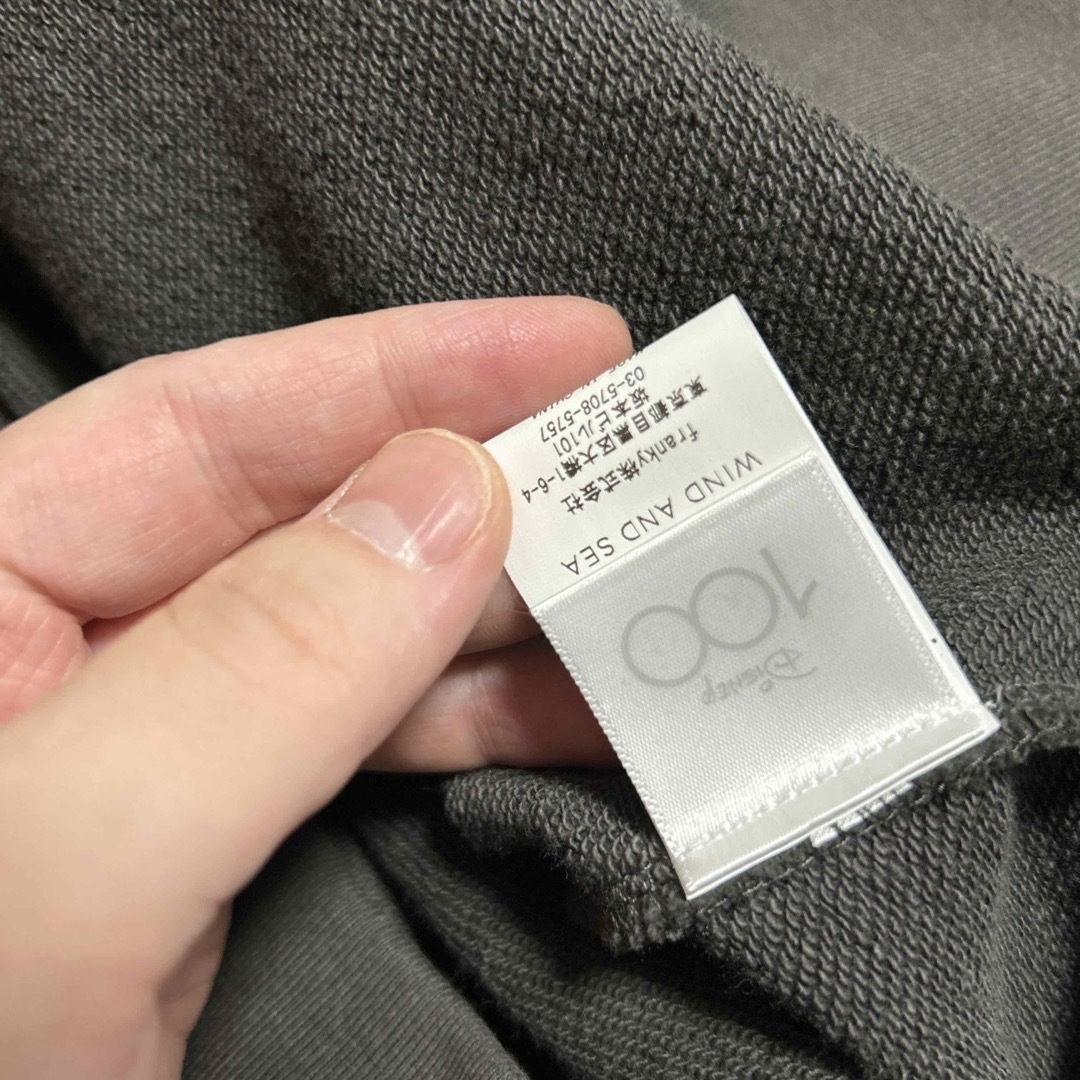 Disney
100
WIND AND SEA
franky株式会社
東京都目黒区大橋1-6-4
坂本ビル101
03-5708-5757